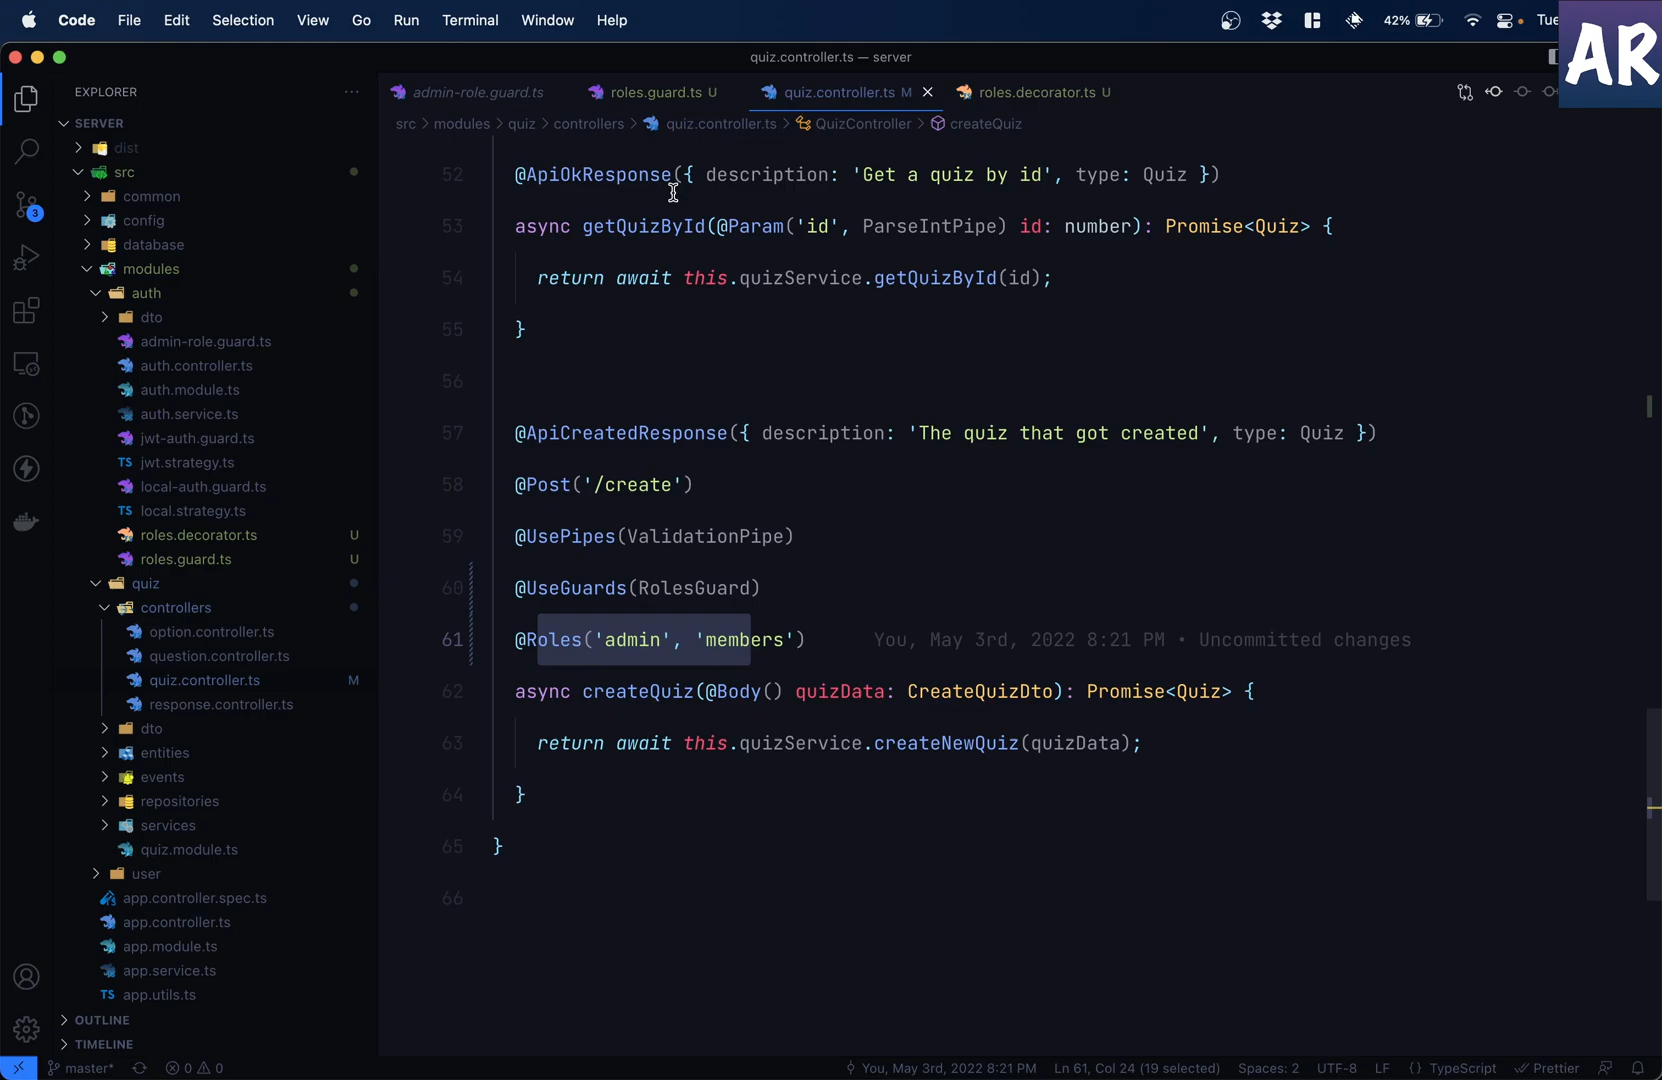 Code File Edit Selection View Go Run Terminal Window Help 42% Tue
AR
quiz.controller.ts — server
EXPLORER
SERVER
dist
src
common
config
database
modules
auth
dto
admin-role.guard.ts
auth.controller.ts
auth.module.ts
auth.service.ts
jwt-auth.guard.ts
TS jwt.strategy.ts
local-auth.guard.ts
TS local.strategy.ts
roles.decorator.ts U
roles.guard.ts U
quiz
controllers
option.controller.ts
question.controller.ts
quiz.controller.ts M
response.controller.ts
dto
entities
events
repositories
services
quiz.module.ts
user
app.controller.spec.ts
app.controller.ts
app.module.ts
app.service.ts
TS app.utils.ts
OUTLINE
TIMELINE
3
admin-role.guard.ts roles.guard.ts U quiz.controller.ts M roles.decorator.ts U
src > modules > quiz > controllers > quiz.controller.ts > QuizController > createQuiz
52 @ApiOkResponse({ description: 'Get a quiz by id', type: Quiz })
53 async getQuizById(@Param('id', ParseIntPipe) id: number): Promise<Quiz> {
54 return await this.quizService.getQuizById(id);
55 }
56
57 @ApiCreatedResponse({ description: 'The quiz that got created', type: Quiz })
58 @Post('/create')
59 @UsePipes(ValidationPipe)
60 @UseGuards(RolesGuard)
61 @Roles('admin', 'members') You, May 3rd, 2022 8:21 PM • Uncommitted changes
62 async createQuiz(@Body() quizData: CreateQuizDto): Promise<Quiz> {
63 return await this.quizService.createNewQuiz(quizData);
64 }
65 }
66
master* 0 0 You, May 3rd, 2022 8:21 PM Ln 61, Col 24 (19 selected) Spaces: 2 UTF-8 LF {} TypeScript Prettier